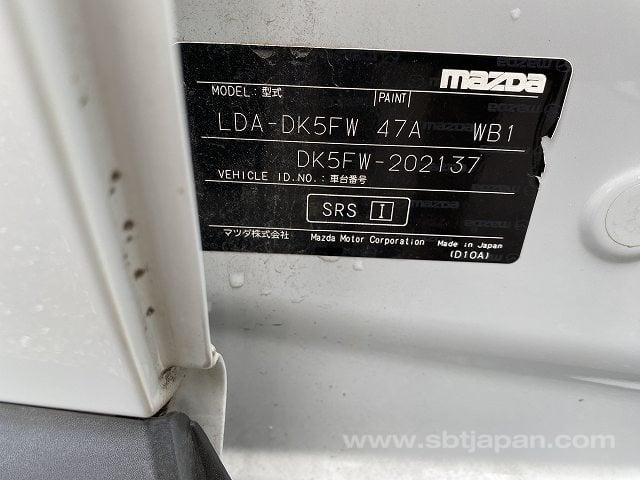 mazda
MODEL: 型式 PAINT
LDA-DK5FW 47A WB1
DK5FW-202137
VEHICLE ID.NO.: 車台番号
SRS I
マツダ株式会社 Mazda Motor Corporation Made in Japan
(D10A)
www.sbtjapan.com